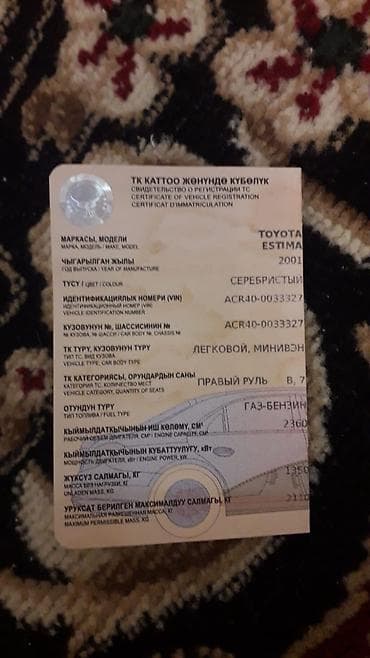 ТК КАТТОО ЖӨНҮНДӨ КҮБӨЛҮК
СВИДЕТЕЛЬСТВО О РЕГИСТРАЦИИ ТС
CERTIFICATE OF VEHICLE REGISTRATION
CERTIFICAT D'IMMATRICULATION
МАРКАСЫ, МОДЕЛИ TOYOTA
МАРКА, МОДЕЛЬ / MAKE, MODEL ESTIMA
ЧЫГАРЫЛГАН ЖЫЛЫ 2001
ГОД ВЫПУСКА / YEAR OF MANUFACTURE
ТҮСҮ / ЦВЕТ / COLOUR СЕРЕБРИСТЫЙ
ИДЕНТИФИКАЦИЯЛЫК НОМЕРИ (VIN) ACR40-0033327
ИДЕНТИФИКАЦИОННЫЙ НОМЕР (VIN)
VEHICLE IDENTIFICATION NUMBER
КУЗОВУНУН №, ШАССИСИНИН № ACR40-0033327
№ КУЗОВА, № ШАССИ / CAR BODY №, CHASSIS №
ТК ТҮРҮ, КУЗОВУНУН ТҮРҮ ЛЕГКОВОЙ, МИНИВЭН
ТИП ТС, ВИД КУЗОВА
VEHICLE TYPE, CAR BODY TYPE
ТК КАТЕГОРИЯСЫ, ОРУНДАРДЫН САНЫ ПРАВЫЙ РУЛЬ B, 7
КАТЕГОРИЯ ТС, КОЛИЧЕСТВО МЕСТ
VEHICLE CATEGORY, QUANTITY OF SEATS
ОТУНДУН ТҮРҮ ГАЗ-БЕНЗИН
ТИП ТОПЛИВА / FUEL TYPE
КЫЙМЫЛДАТКЫЧЫНЫН ИШ КӨЛӨМҮ, СМ³ 2360
РАБОЧИЙ ОБЪЕМ ДВИГАТЕЛЯ, СМ³ / ENGINE CAPACITY, CM³
КЫЙМЫЛДАТКЫЧЫНЫН КУБАТТУУЛУГУ, кВт
МОЩНОСТЬ ДВИГАТЕЛЯ, кВт / ENGINE POWER, kW
ЖҮКСҮЗ САЛМАГЫ, КГ 1350
МАССА БЕЗ НАГРУЗКИ, КГ
UNLADEN MASS, KG
УРУКСАТ БЕРИЛГЕН МАКСИМАЛДУУ САЛМАГЫ, КГ 2110
МАКСИМАЛЬНАЯ РАЗРЕШЕННАЯ МАССА, КГ
MAXIMUM PERMISSIBLE MASS, KG